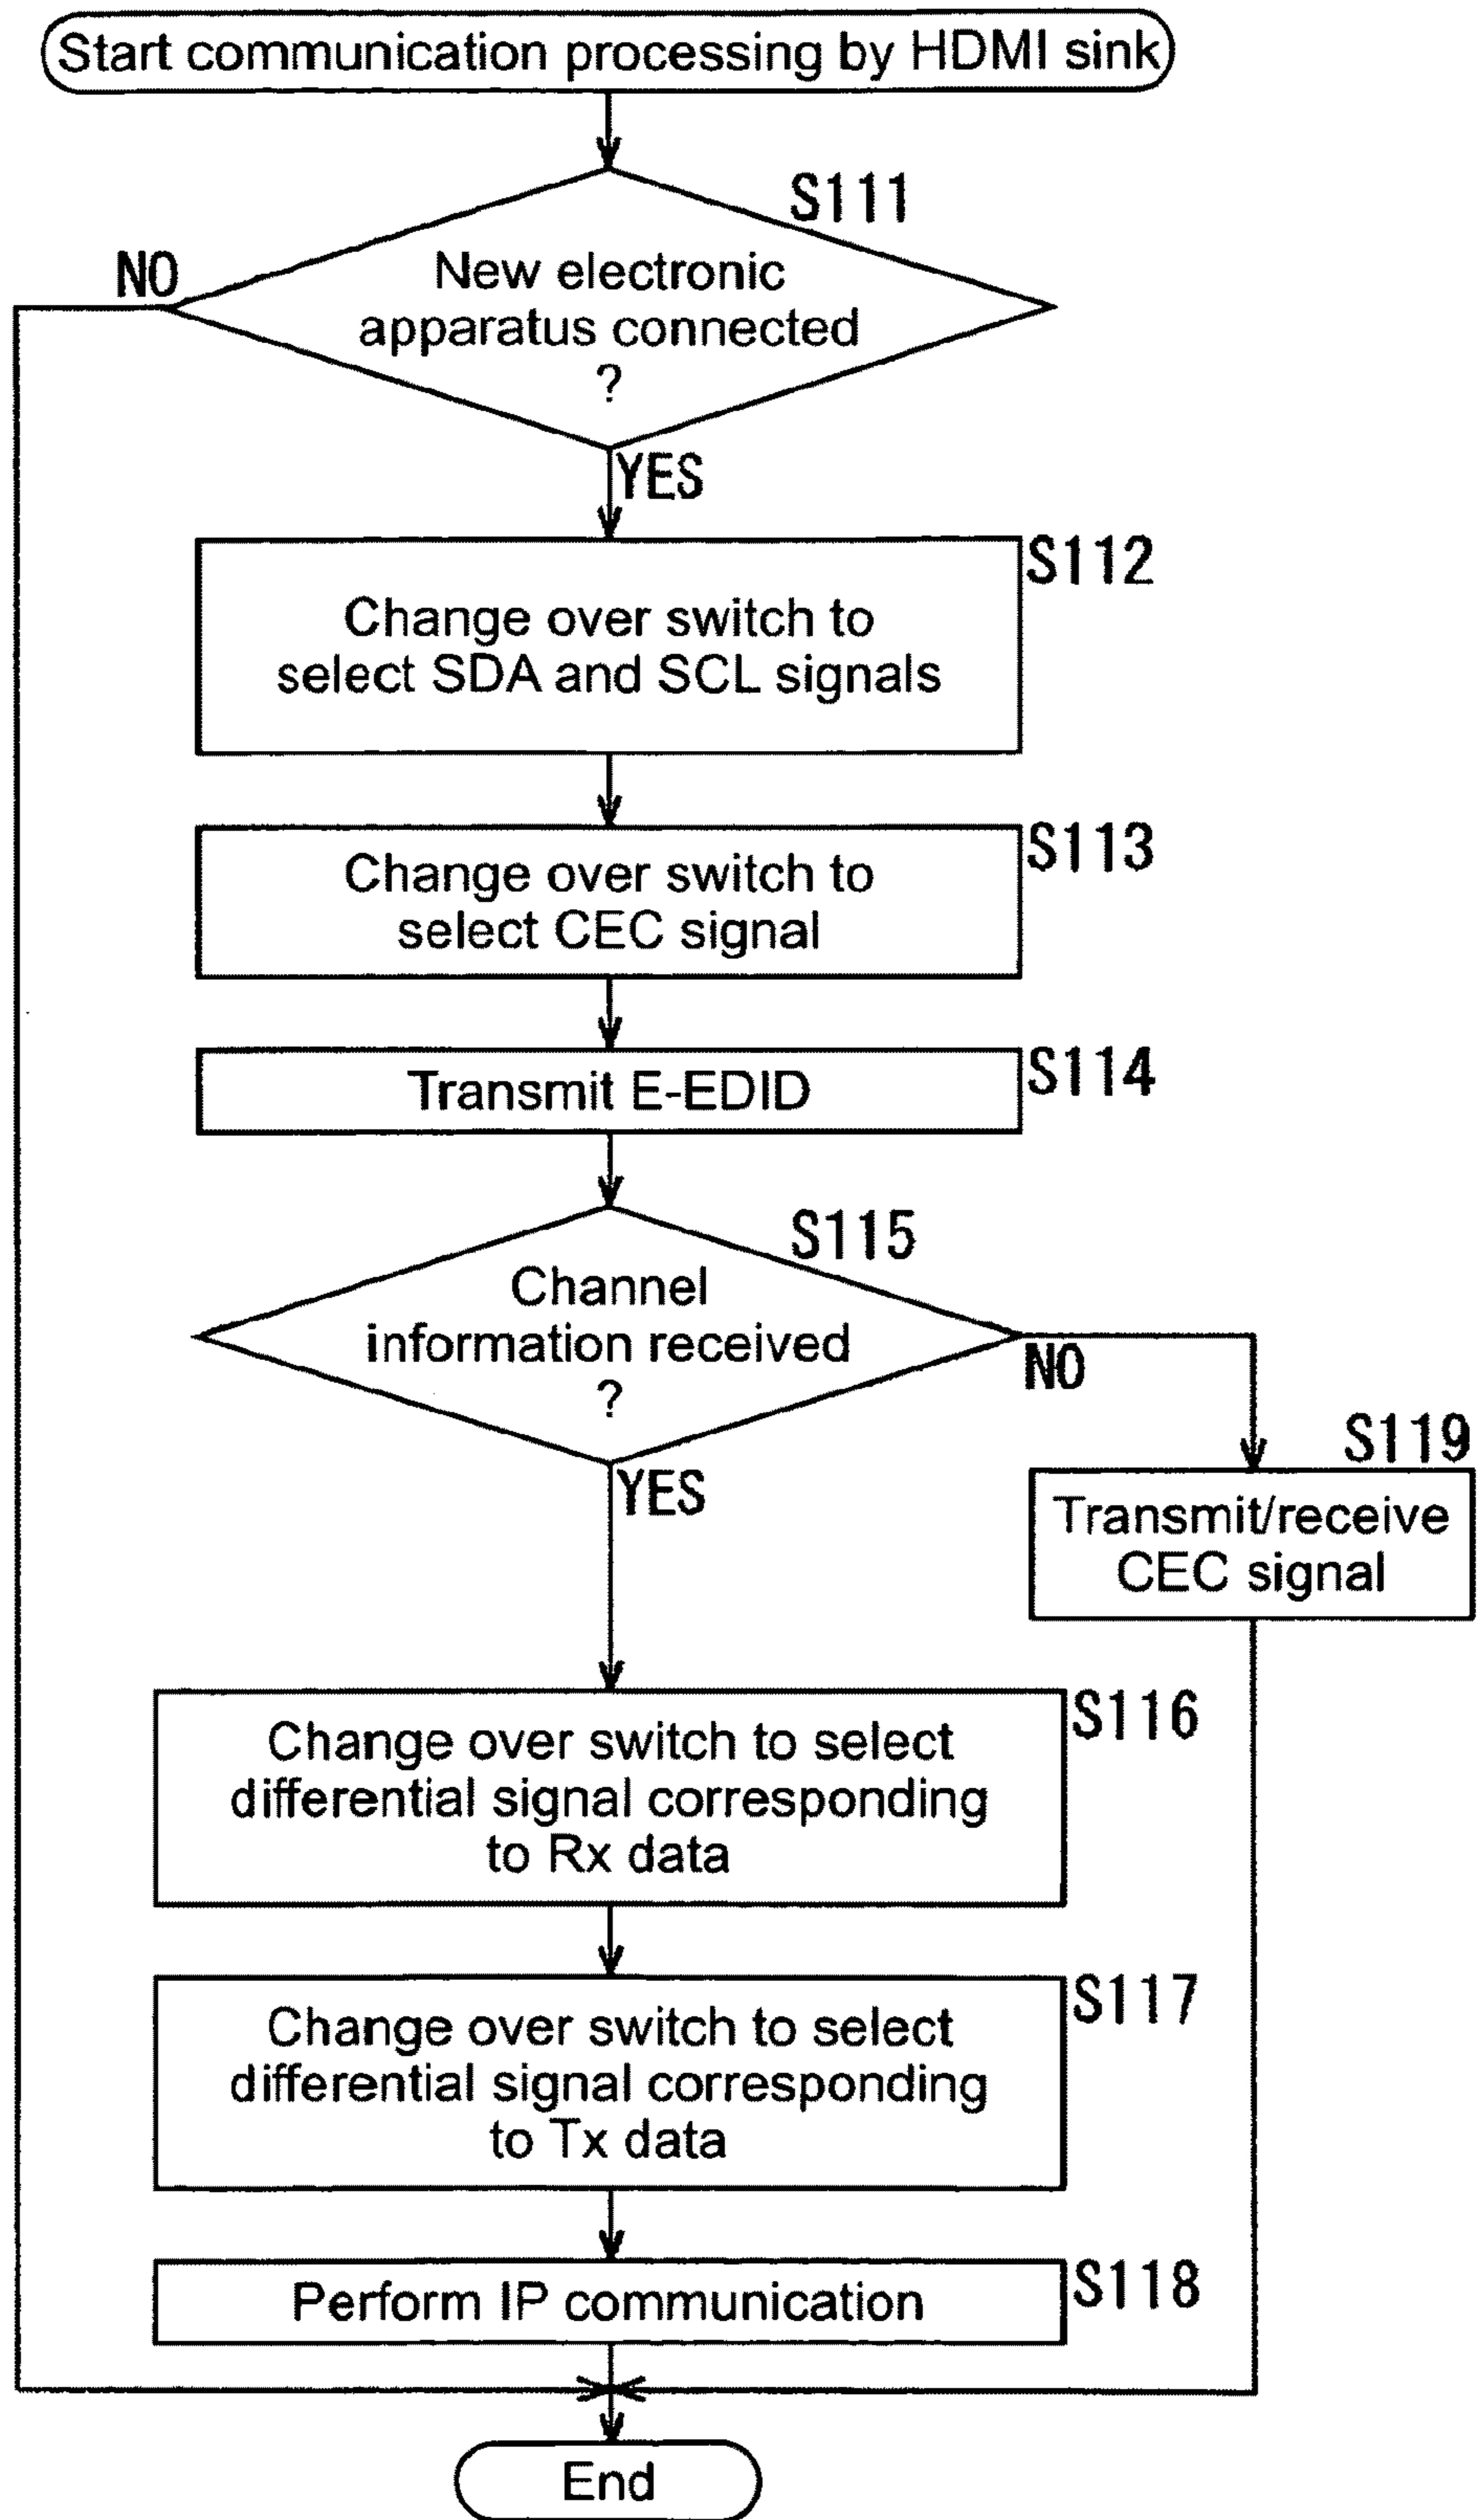 Start communication processing by HDMI sink
S111
NO
New electronic
apparatus connected
?
YES
S112
Change over switch to
select SDA and SCL signals
S113
Change over switch to
select CEC signal
S114
Transmit E-EDID
S115
Channel
information received
?
NO
YES
S119
Transmit/receive
CEC signal
S116
Change over switch to select
differential signal corresponding
to Rx data
S117
Change over switch to select
differential signal corresponding
to Tx data
S118
Perform IP communication
End